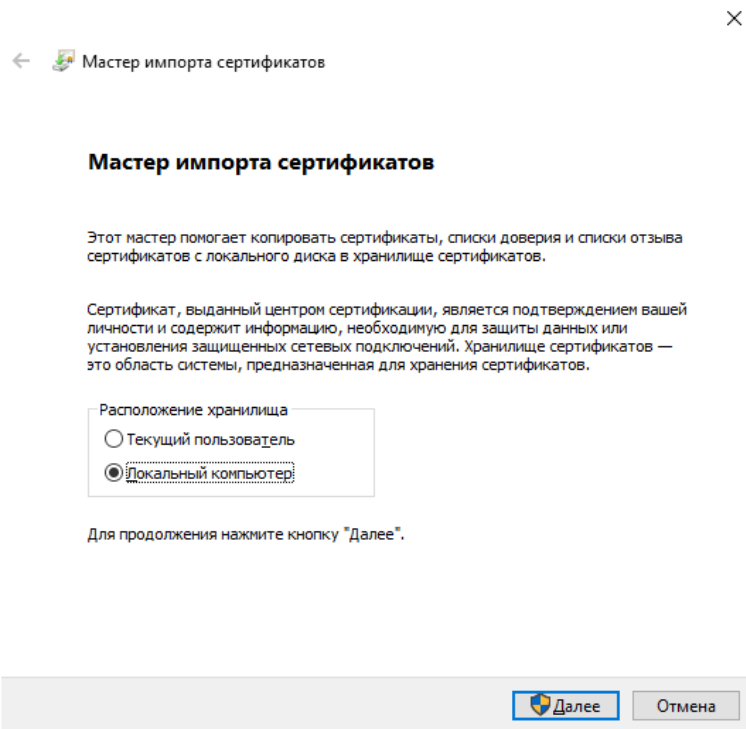 Мастер импорта сертификатов
Мастер импорта сертификатов
Этот мастер помогает копировать сертификаты, списки доверия и списки отзыва
сертификатов с локального диска в хранилище сертификатов.
Сертификат, выданный центром сертификации, является подтверждением вашей
личности и содержит информацию, необходимую для защиты данных или
установления защищенных сетевых подключений. Хранилище сертификатов —
это область системы, предназначенная для хранения сертификатов.
Расположение хранилища
Текущий пользователь
Локальный компьютер
Для продолжения нажмите кнопку "Далее".
Далее Отмена